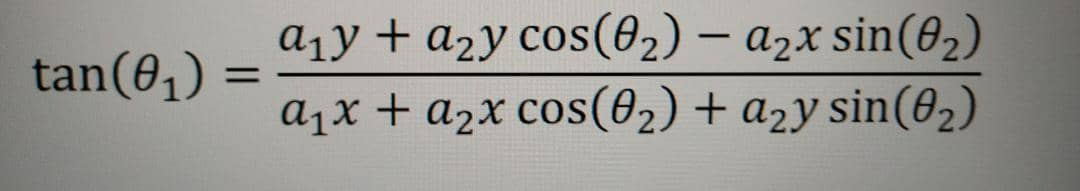 tan(θ₁) = (a₁y + a₂y cos(θ₂) − a₂x sin(θ₂)) / (a₁x + a₂x cos(θ₂) + a₂y sin(θ₂))